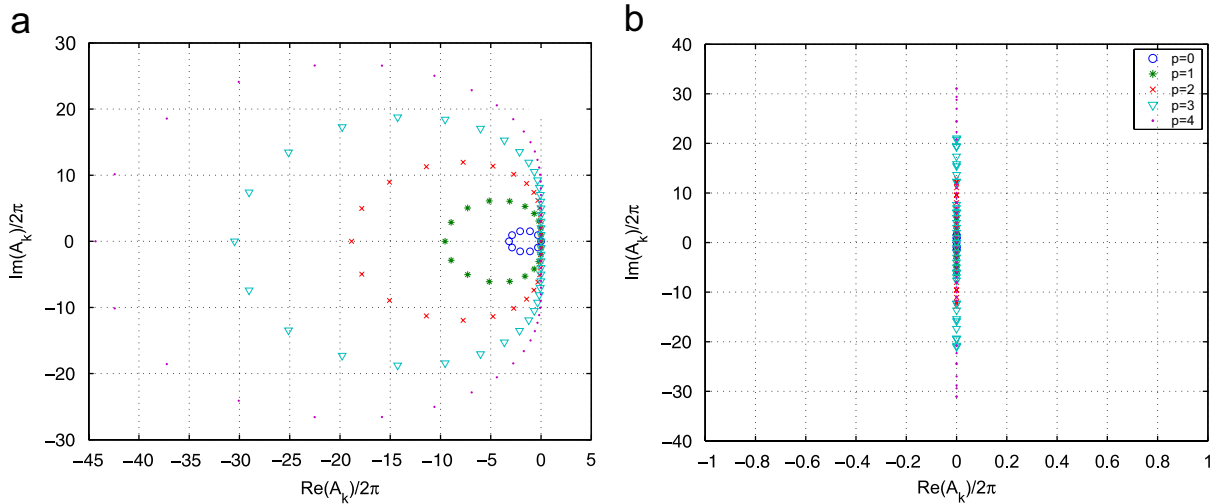 a
30
20
10
0
−10
−20
−30
−45 −40 −35 −30 −25 −20 −15 −10 −5 0 5
Re(A_k)/2π
Im(A_k)/2π
b
40
30
20
10
0
−10
−20
−30
−40
−1 −0.8 −0.6 −0.4 −0.2 0 0.2 0.4 0.6 0.8 1
Re(A_k)/2π
Im(A_k)/2π
p=0
p=1
p=2
p=3
p=4